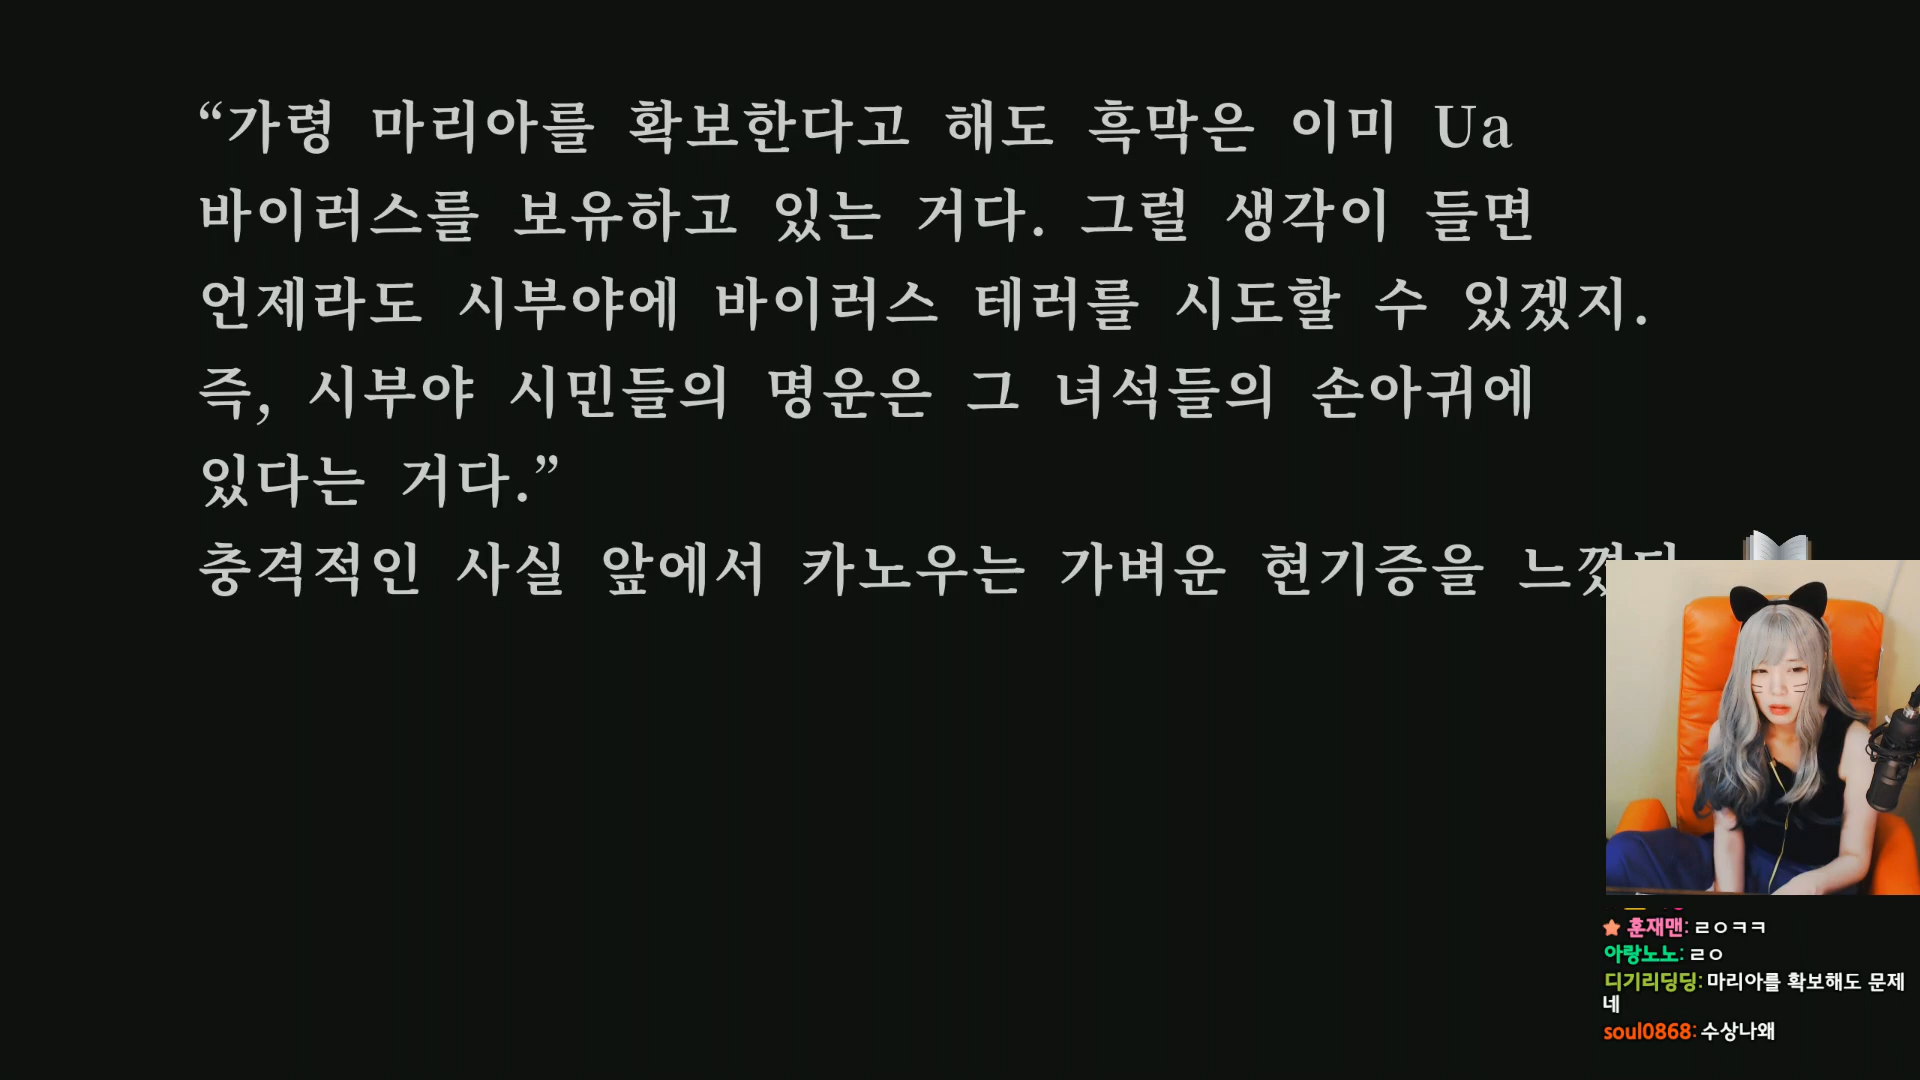 “가령 마리아를 확보한다고 해도 흑막은 이미 Ua
바이러스를 보유하고 있는 거다. 그럴 생각이 들면
언제라도 시부야에 바이러스 테러를 시도할 수 있겠지.
즉, 시부야 시민들의 명운은 그 녀석들의 손아귀에
있다는 거다.”
충격적인 사실 앞에서 카노우는 가벼운 현기증을
훈재맨: ㄹㅇㅋㅋ
아랑노노: ㄹㅇ
디기리딩딩: 마리아를 확보해도 문제
네
soul0868: 수상나왜